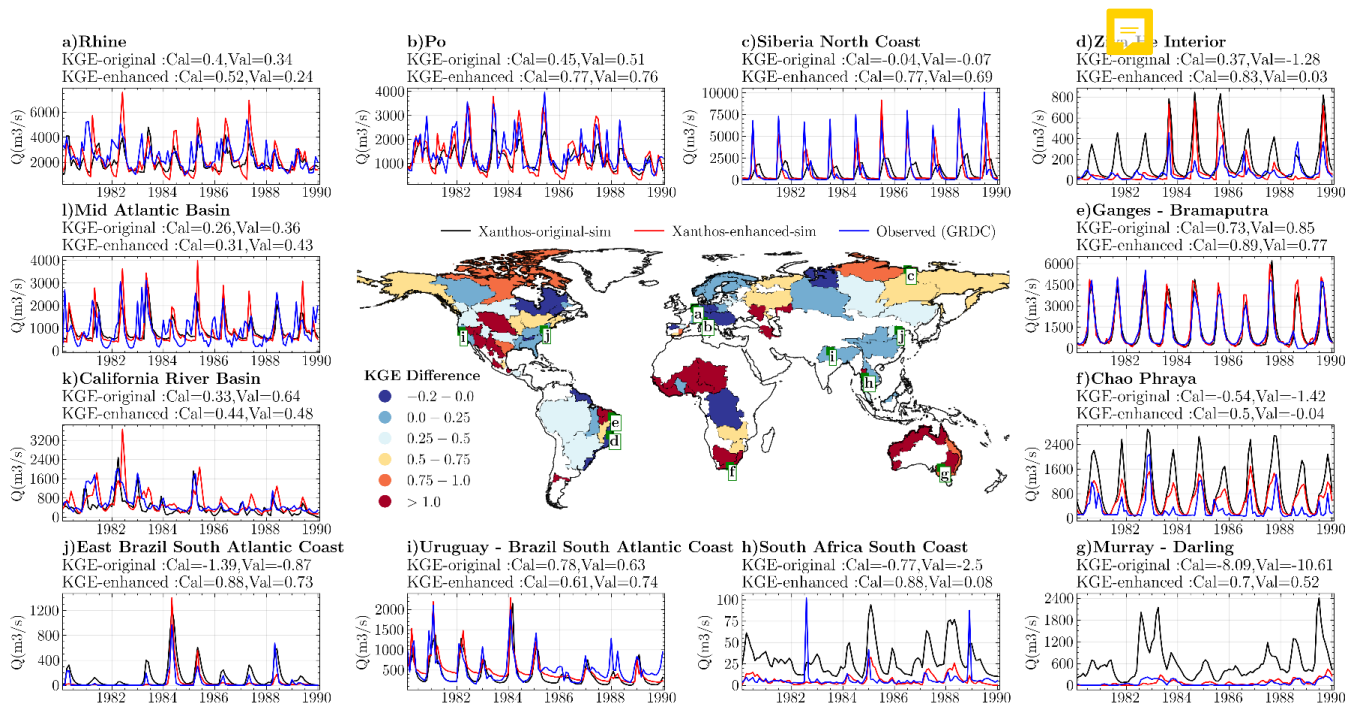 a)Rhine
KGE-original :Cal=0.4,Val=0.34
KGE-enhanced :Cal=0.52,Val=0.24
Q(m3/s)
6000
4000
2000
1982 1984 1986 1988 1990
b)Po
KGE-original :Cal=0.45,Val=0.51
KGE-enhanced :Cal=0.77,Val=0.76
4000
3000
2000
1000
1982 1984 1986 1988 1990
c)Siberia North Coast
KGE-original :Cal=-0.04,Val=-0.07
KGE-enhanced :Cal=0.77,Val=0.69
10000
7500
5000
2500
0
1982 1984 1986 1988 1990
Interior
KGE-original :Cal=0.37,Val=-1.28
KGE-enhanced :Cal=0.83,Val=0.03
Q(m3/s)
800
600
400
200
0
1982 1984 1986 1988 1990
l)Mid Atlantic Basin
KGE-original :Cal=0.26,Val=0.36
KGE-enhanced :Cal=0.31,Val=0.43
Q(m3/s)
4000
3000
2000
1000
0
1982 1984 1986 1988 1990
Xanthos-original-sim Xanthos-enhanced-sim Observed (GRDC)
c
a
b
i
j
j
i
h
e
d
f
g
KGE Difference
−0.2 − 0.0
0.0 − 0.25
0.25 − 0.5
0.5 − 0.75
0.75 − 1.0
> 1.0
e)Ganges - Bramaputra
KGE-original :Cal=0.73,Val=0.85
KGE-enhanced :Cal=0.89,Val=0.77
Q(m3/s)
6000
4500
3000
1500
0
1982 1984 1986 1988 1990
k)California River Basin
KGE-original :Cal=0.33,Val=0.64
KGE-enhanced :Cal=0.44,Val=0.48
Q(m3/s)
3600
2400
1600
800
0
1982 1984 1986 1988 1990
f)Chao Phraya
KGE-original :Cal=-0.54,Val=-1.42
KGE-enhanced :Cal=0.5,Val=-0.04
Q(m3/s)
2400
1600
800
0
1982 1984 1986 1988 1990
j)East Brazil South Atlantic Coast
KGE-original :Cal=-1.39,Val=-0.87
KGE-enhanced :Cal=0.88,Val=0.73
Q(m3/s)
1200
800
400
0
1982 1984 1986 1988 1990
i)Uruguay - Brazil South Atlantic Coast
KGE-original :Cal=0.78,Val=0.63
KGE-enhanced :Cal=0.61,Val=0.74
2000
1500
1000
500
1982 1984 1986 1988 1990
h)South Africa South Coast
KGE-original :Cal=-0.77,Val=-2.5
KGE-enhanced :Cal=0.88,Val=0.08
100
75
50
25
0
1982 1984 1986 1988 1990
g)Murray - Darling
KGE-original :Cal=-8.09,Val=-10.61
KGE-enhanced :Cal=0.7,Val=0.52
Q(m3/s)
2400
1800
1200
600
0
1982 1984 1986 1988 1990